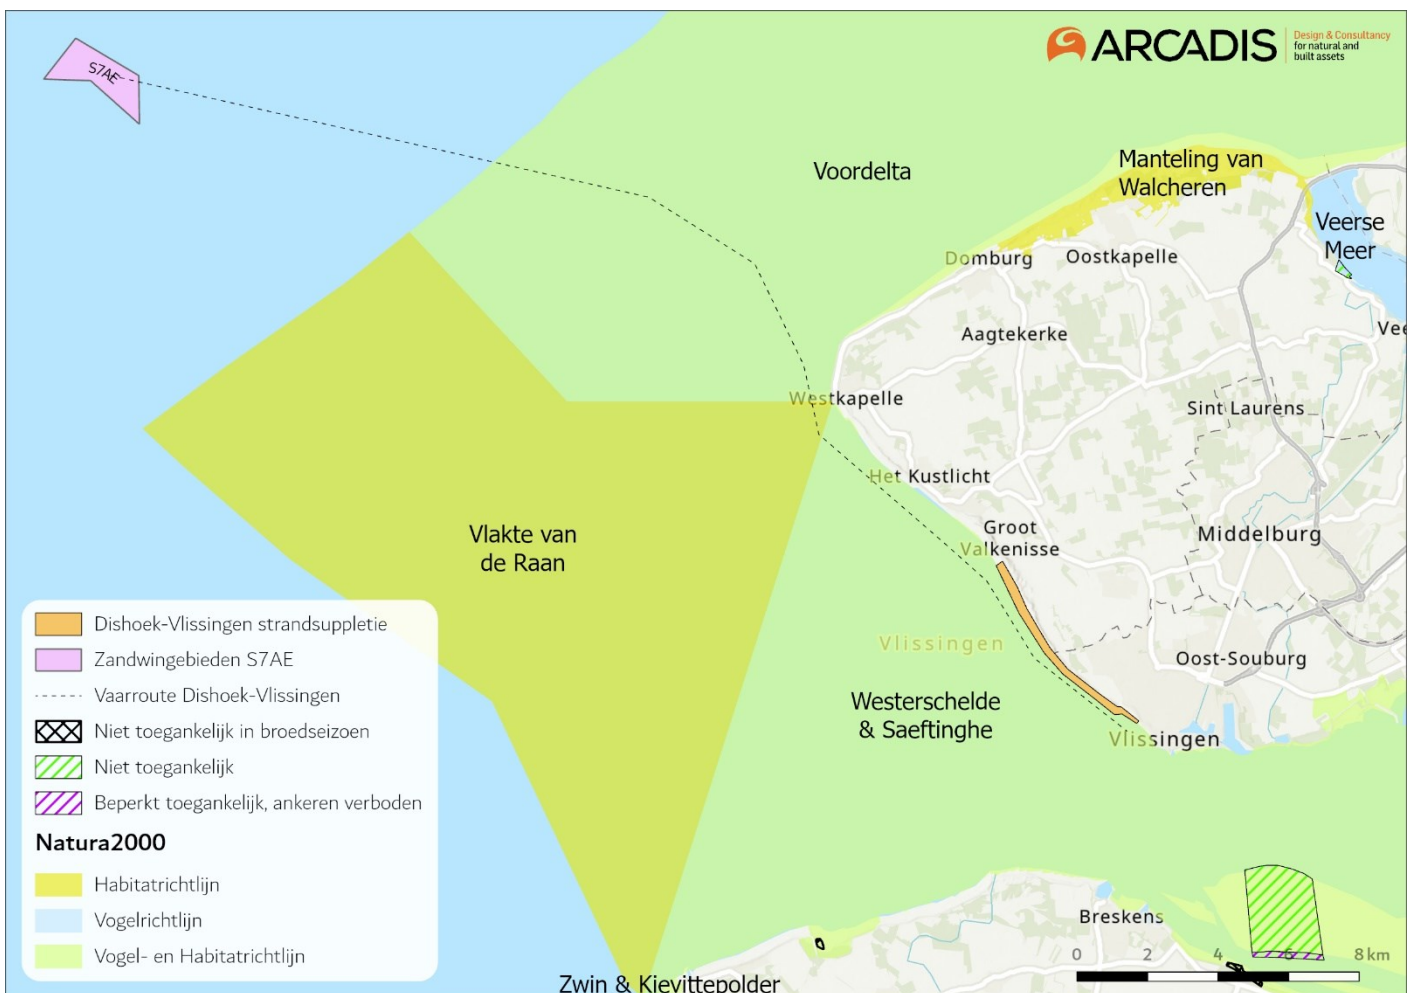 ARCADIS
Design & Consultancy
for natural and
built assets
S7AE
Voordelta
Manteling van
Walcheren
Veerse
Meer
Domburg
Oostkapelle
Aagtekerke
Vee
Westkapelle
Sint Laurens
Het Kustlicht
Groot
Valkenisse
Middelburg
Vlakte van
de Raan
Vlissingen
Oost-Souburg
Westerschelde
& Saeftinghe
Vlissingen
Dishoek-Vlissingen strandsuppletie
Zandwingebieden S7AE
Vaarroute Dishoek-Vlissingen
Niet toegankelijk in broedseizoen
Niet toegankelijk
Beperkt toegankelijk, ankeren verboden
Natura2000
Habitatrichtlijn
Vogelrichtlijn
Vogel- en Habitatrichtlijn
Breskens
0 2 4 6 8 km
Zwin & Kievittepolder